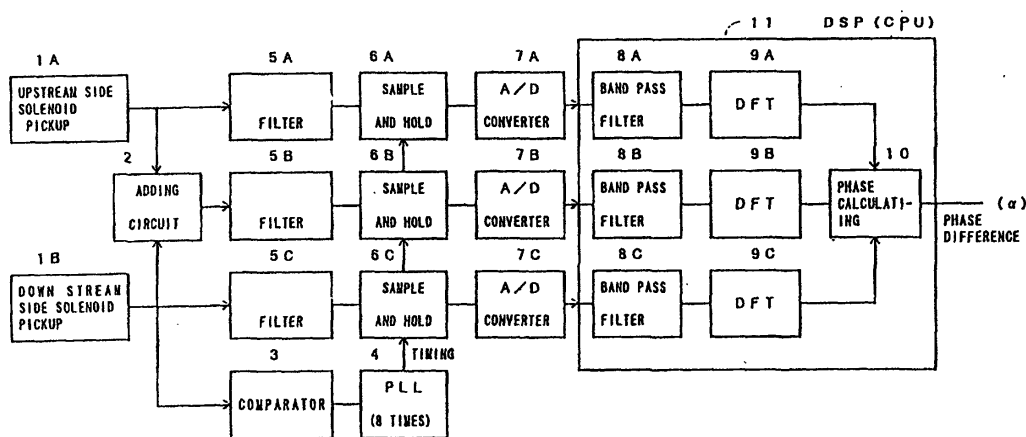 11 DSP (CPU)
1A
5A
6A
7A
8A
9A
UPSTREAM SIDE
SOLENOID
PICKUP
FILTER
SAMPLE
AND HOLD
A/D
CONVERTER
BAND PASS
FILTER
DFT
2
5B
6B
7B
8B
9B
10
ADDING
CIRCUIT
FILTER
SAMPLE
AND HOLD
A/D
CONVERTER
BAND PASS
FILTER
DFT
PHASE
CALCULATI-
NG
(α)
PHASE
DIFFERENCE
1B
5C
6C
7C
8C
9C
DOWN STREAM
SIDE SOLENOID
PICKUP
FILTER
SAMPLE
AND HOLD
A/D
CONVERTER
BAND PASS
FILTER
DFT
3
4
TIMING
COMPARATOR
PLL
(8 TIMES)